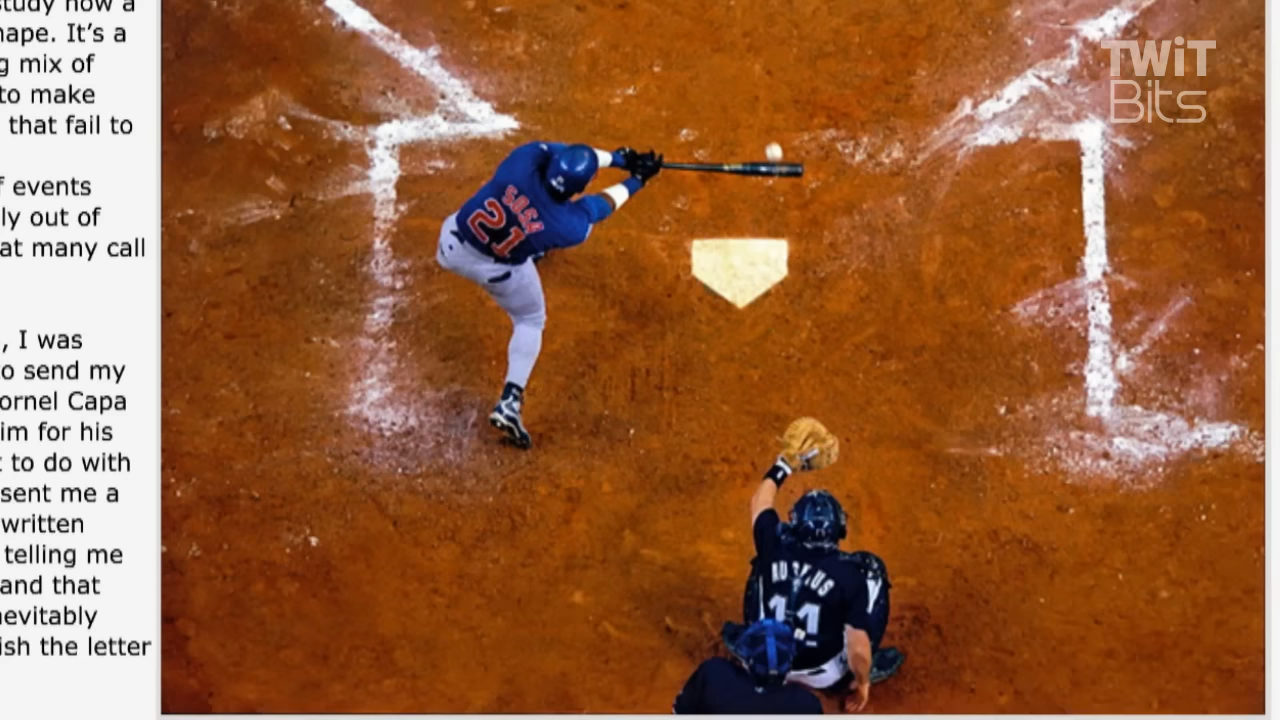 study how a
hape. It’s a
g mix of
to make
that fail to
f events
ly out of
at many call
, I was
o send my
ornel Capa
im for his
t to do with
sent me a
written
telling me
and that
nevitably
ish the letter
TWiT
Bits
SOSA
21